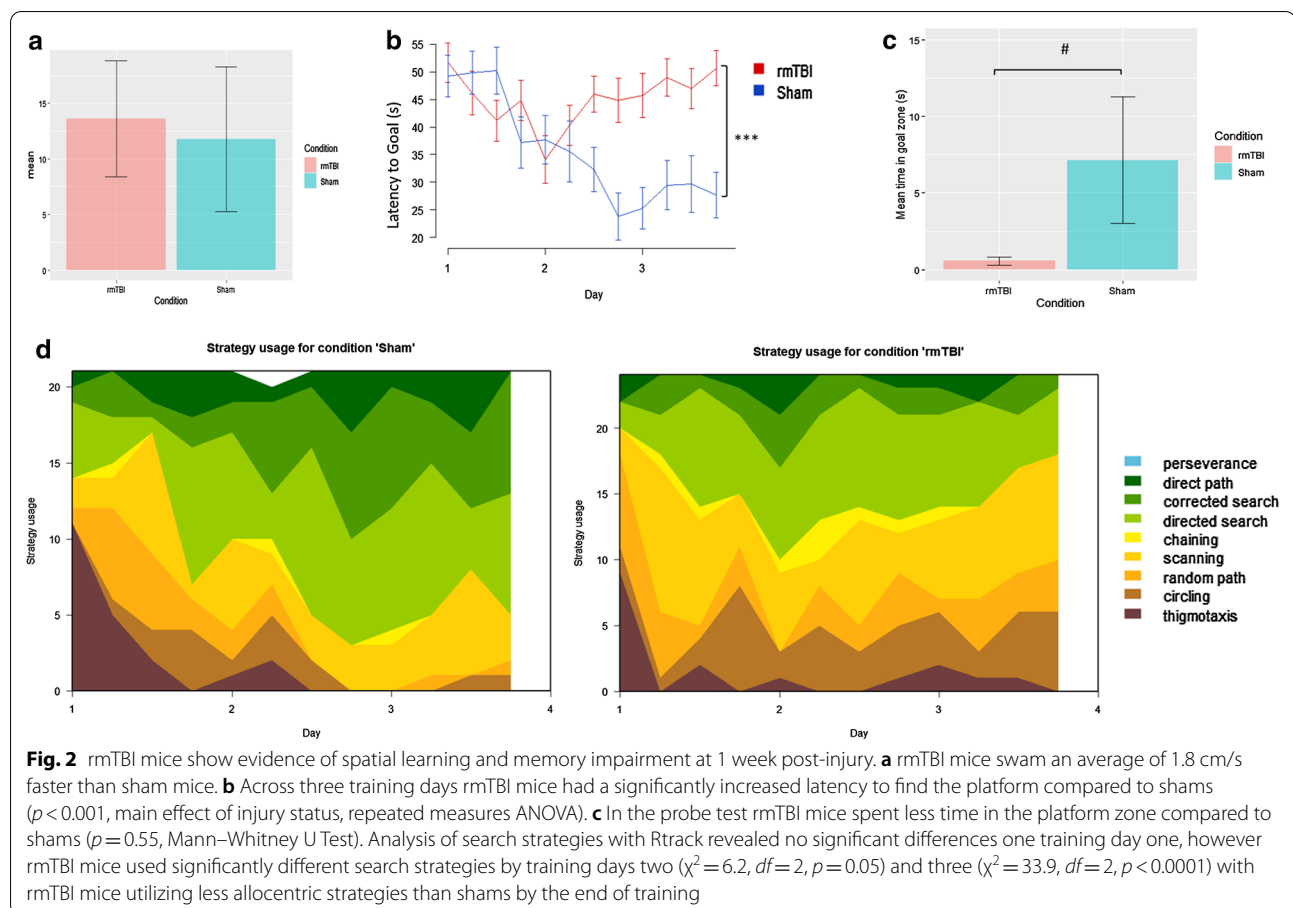 a
mean
15
10
5
0
rmTBI
Sham
Condition
Condition
rmTBI
Sham
b
Latency to Goal (s)
55
50
45
40
35
30
25
20
1
2
3
Day
rmTBI
Sham
***
c
Mean time in goal zone (s)
15
10
5
0
#
rmTBI
Sham
Condition
Condition
rmTBI
Sham
d
Strategy usage for condition 'Sham'
Strategy usage
20
15
10
5
0
1
2
3
4
Day
Strategy usage for condition 'rmTBI'
Strategy usage
20
15
10
5
0
1
2
3
4
Day
perseverance
direct path
corrected search
directed search
chaining
scanning
random path
circling
thigmotaxis
Fig. 2 rmTBI mice show evidence of spatial learning and memory impairment at 1 week post-injury. a rmTBI mice swam an average of 1.8 cm/s
faster than sham mice. b Across three training days rmTBI mice had a significantly increased latency to find the platform compared to shams
(p < 0.001, main effect of injury status, repeated measures ANOVA). c In the probe test rmTBI mice spent less time in the platform zone compared to
shams (p = 0.55, Mann–Whitney U Test). Analysis of search strategies with Rtrack revealed no significant differences one training day one, however
rmTBI mice used significantly different search strategies by training days two (χ² = 6.2, df = 2, p = 0.05) and three (χ² = 33.9, df = 2, p < 0.0001) with
rmTBI mice utilizing less allocentric strategies than shams by the end of training